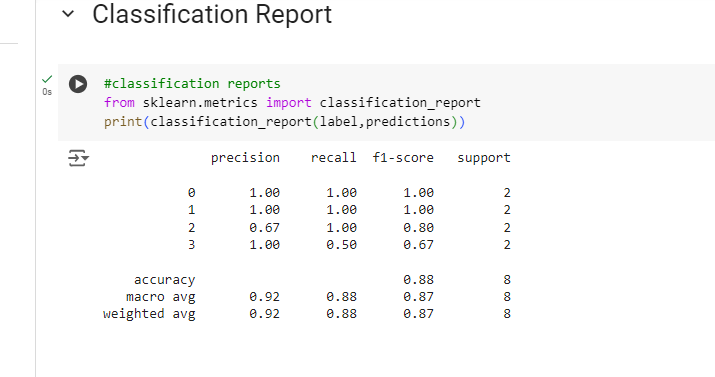 Classification Report
0s
#classification reports
from sklearn.metrics import classification_report
print(classification_report(label,predictions))
precision recall f1-score support
0 1.00 1.00 1.00 2
1 1.00 1.00 1.00 2
2 0.67 1.00 0.80 2
3 1.00 0.50 0.67 2
accuracy 0.88 8
macro avg 0.92 0.88 0.87 8
weighted avg 0.92 0.88 0.87 8